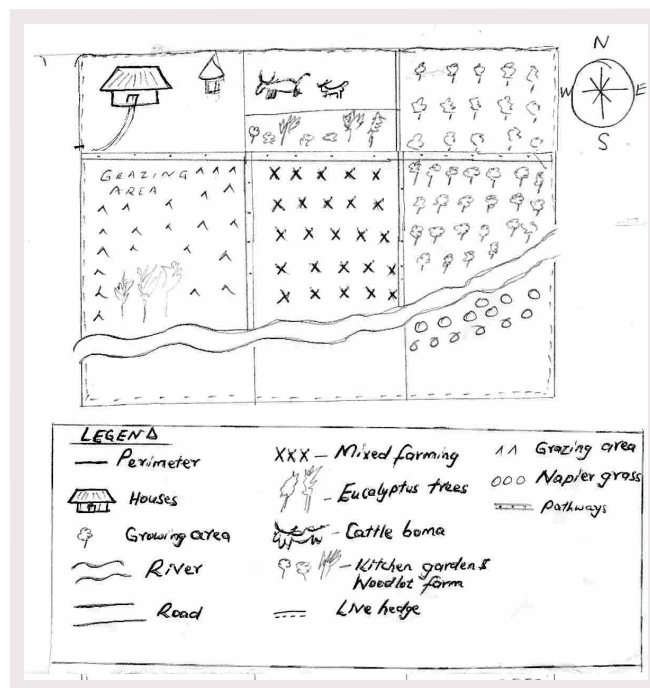 N
W E
S
GRAZING
AREA
LEGEND
Perimeter
Houses
Growing area
River
Road
XXX - Mixed farming
- Eucalyptus trees
- Cattle boma
- Kitchen garden &
Woodlot farm
Live hedge
Grazing area
Napier grass
Pathways